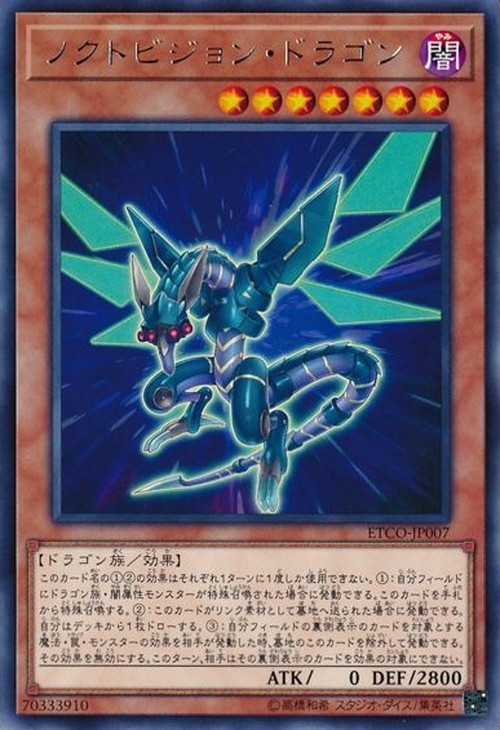 ノクトビジョン・ドラゴン
闇
ETCO-JP007
【ドラゴン族／効果】
このカード名の①②の効果はそれぞれ1ターンに1度しか使用できない。①：自分フィールド
にドラゴン族・闇属性モンスターが特殊召喚された場合に発動できる。このカードを手札
から特殊召喚する。②：このカードがリンク素材として墓地へ送られた場合に発動できる。
自分はデッキから1枚ドローする。③：自分フィールドの裏側表示のカードを対象とする
魔法・罠・モンスターの効果を相手が発動した時、墓地のこのカードを除外して発動できる。
その効果を無効にする。このターン、相手はその裏側表示のカードを効果の対象にできない。
ATK/ 0 DEF/2800
70333910 ©高橋和希 スタジオ・ダイス/集英社